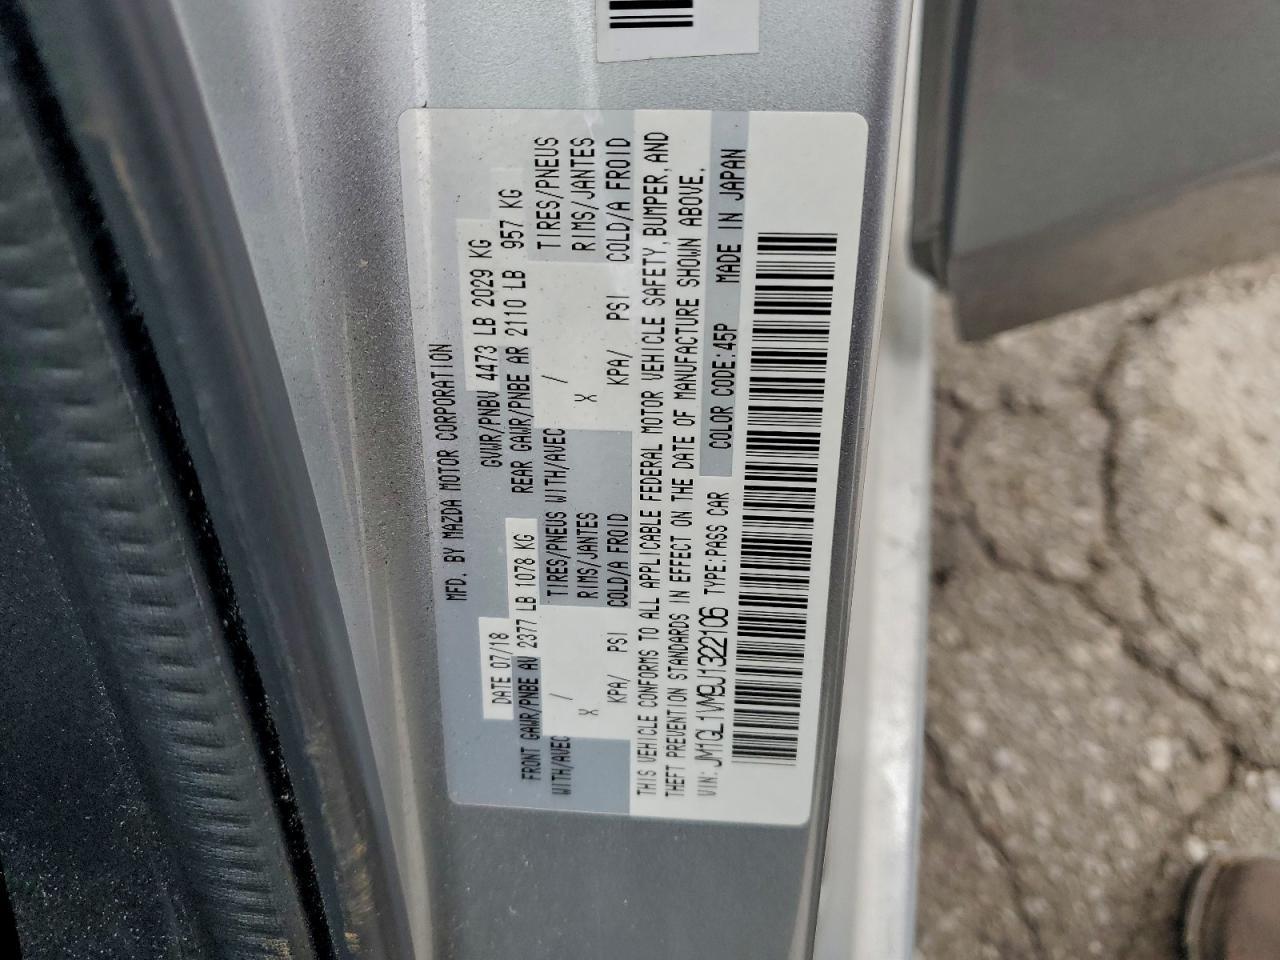 MFD. BY MAZDA MOTOR CORPORATION
DATE 07/18 GVWR/PNBV 4473 LB 2029 KG
FRONT GAWR/PNBE AV 2377 LB 1078 KG REAR GAWR/PNBE AR 2110 LB 957 KG
WITH/AVEC / TIRES/PNEUS WITH/AVEC / TIRES/PNEUS
X RIMS/JANTES X RIMS/JANTES
KPA/ PSI COLD/A FROID KPA/ PSI COLD/A FROID
THIS VEHICLE CONFORMS TO ALL APPLICABLE FEDERAL MOTOR VEHICLE SAFETY, BUMPER, AND
THEFT PREVENTION STANDARDS IN EFFECT ON THE DATE OF MANUFACTURE SHOWN ABOVE.
VIN: JM1GL1VM9J1322106 TYPE:PASS CAR COLOR CODE:45P MADE IN JAPAN